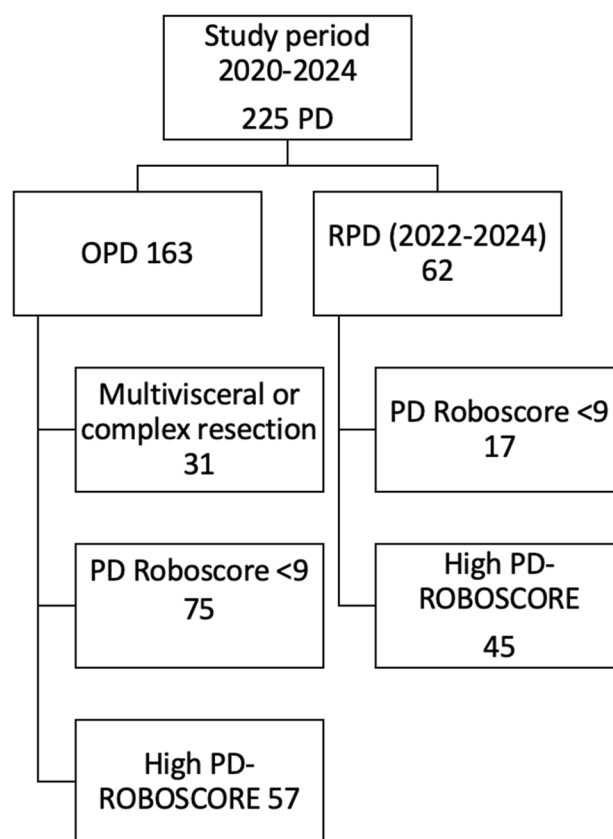 Study period
2020-2024
225 PD
OPD 163
RPD (2022-2024)
62
Multivisceral or
complex resection
31
PD Roboscore <9
17
PD Roboscore <9
75
High PD-
ROBOSCORE
45
High PD-
ROBOSCORE 57